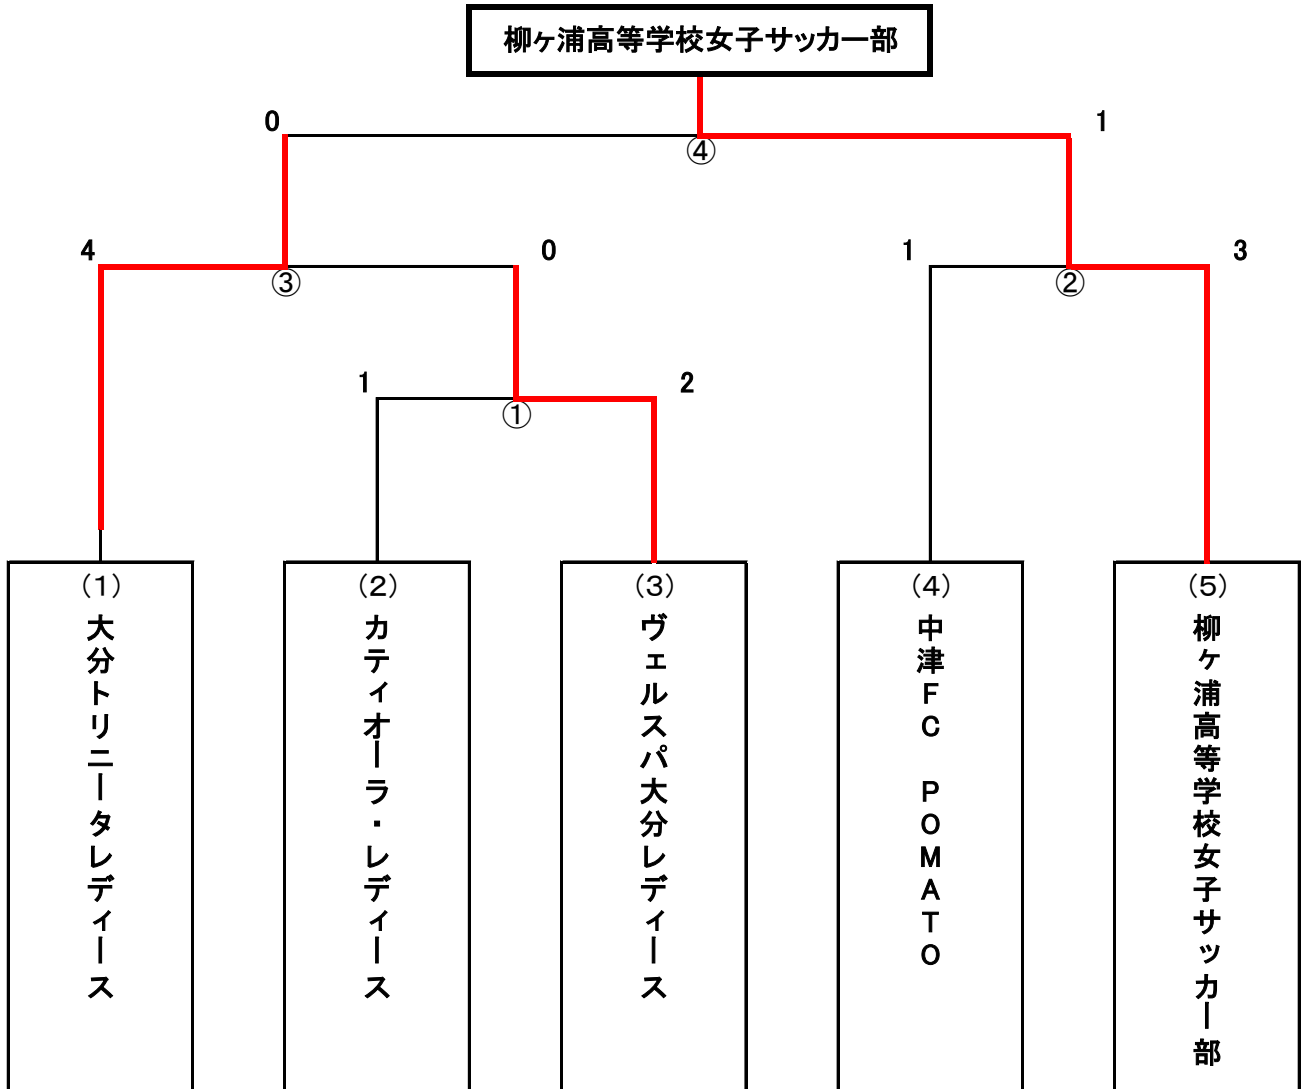 柳ヶ浦高等学校女子サッカー部
0
1
④
4
0
1
3
③
②
1
2
①
(1)
大分トリニータレディース
(2)
カティオーラ・レディース
(3)
ヴェルスパ大分レディース
(4)
中津FC POMATO
(5)
柳ヶ浦高等学校女子サッカー部